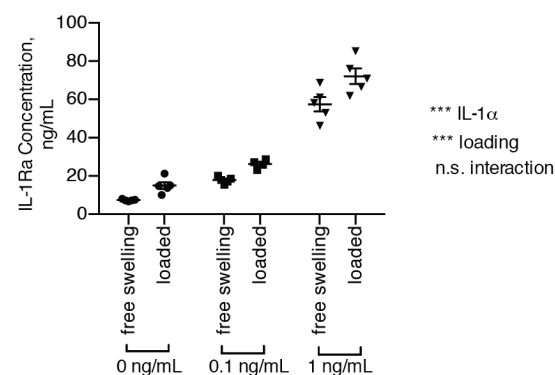 IL-1Ra Concentration,
ng/mL
100
80
60
40
20
0
free swelling
loaded
free swelling
loaded
free swelling
loaded
0 ng/mL
0.1 ng/mL
1 ng/mL
*** IL-1α
*** loading
n.s. interaction